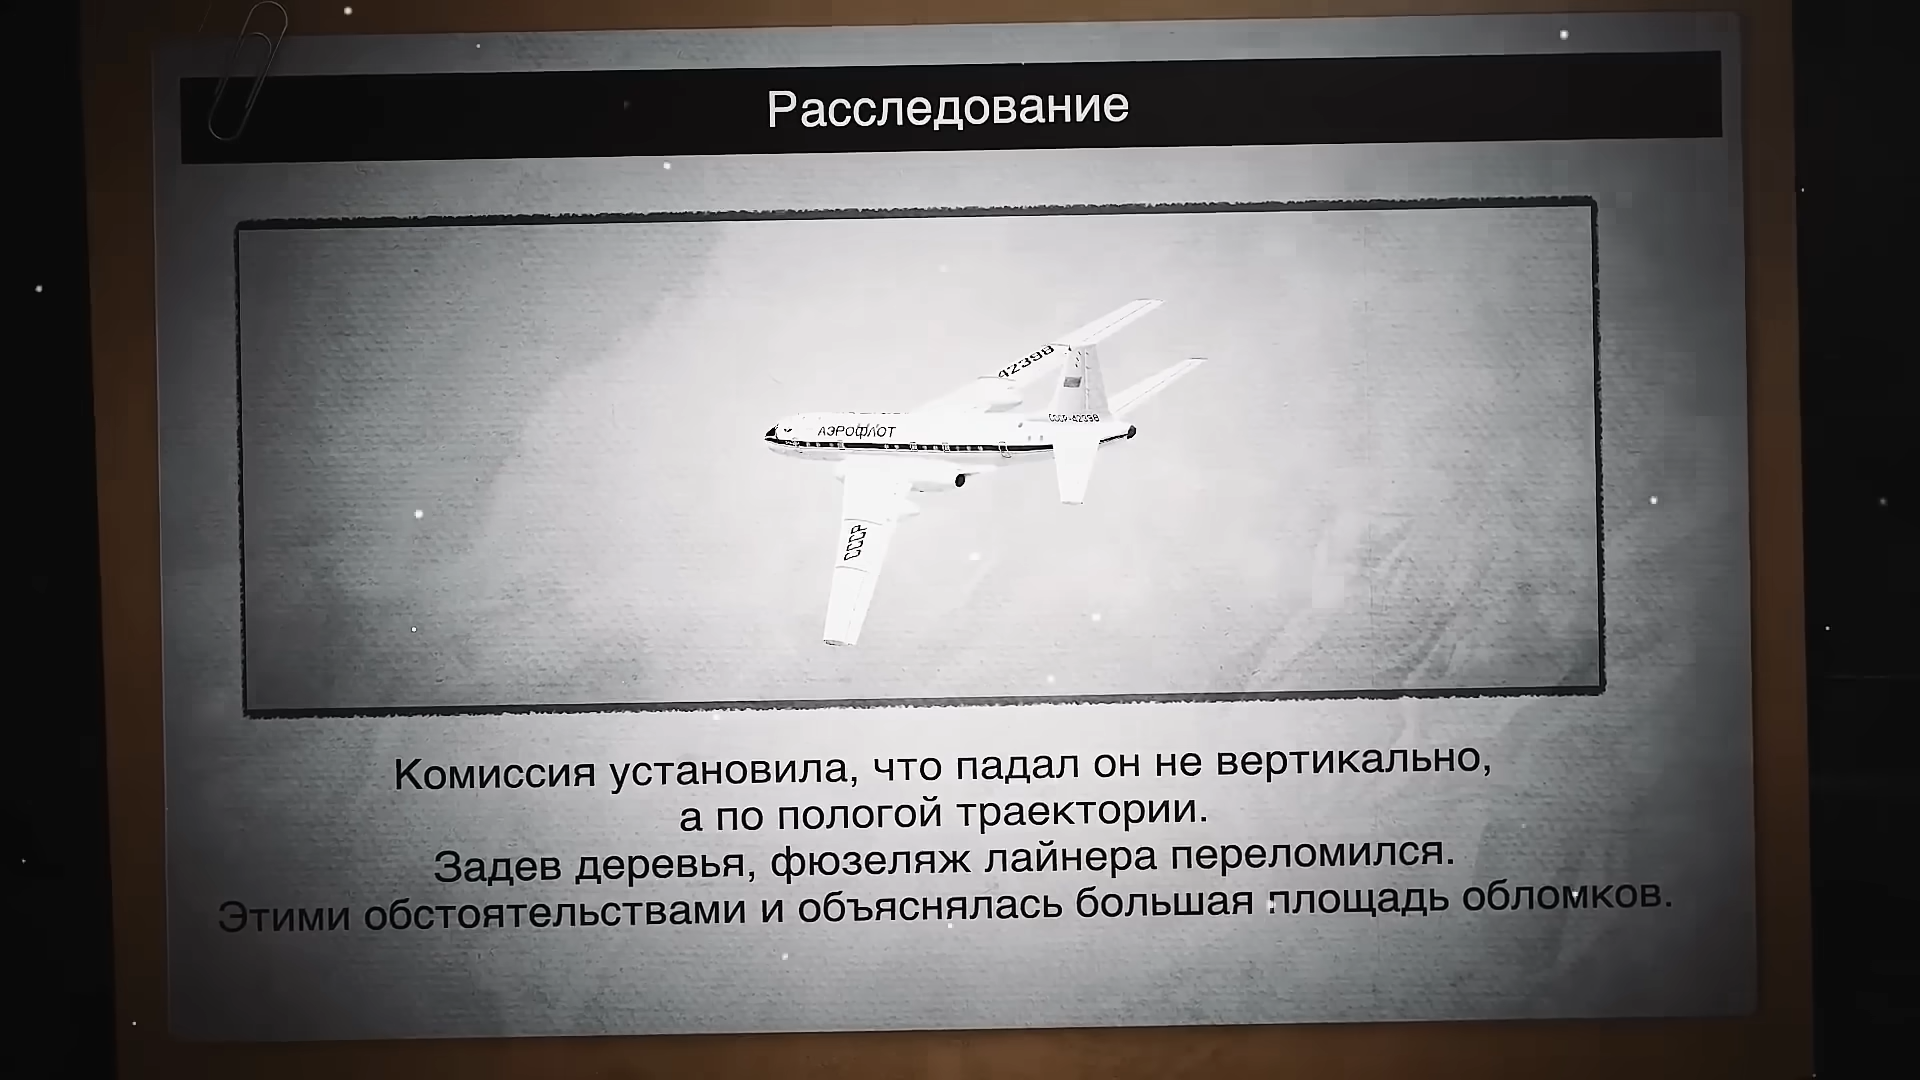 Расследование
42398
СССР-42398
АЭРОФЛОТ
СССР
Комиссия установила, что падал он не вертикально,
а по пологой траектории.
Задев деревья, фюзеляж лайнера переломился.
Этими обстоятельствами и объяснялась большая площадь обломков.